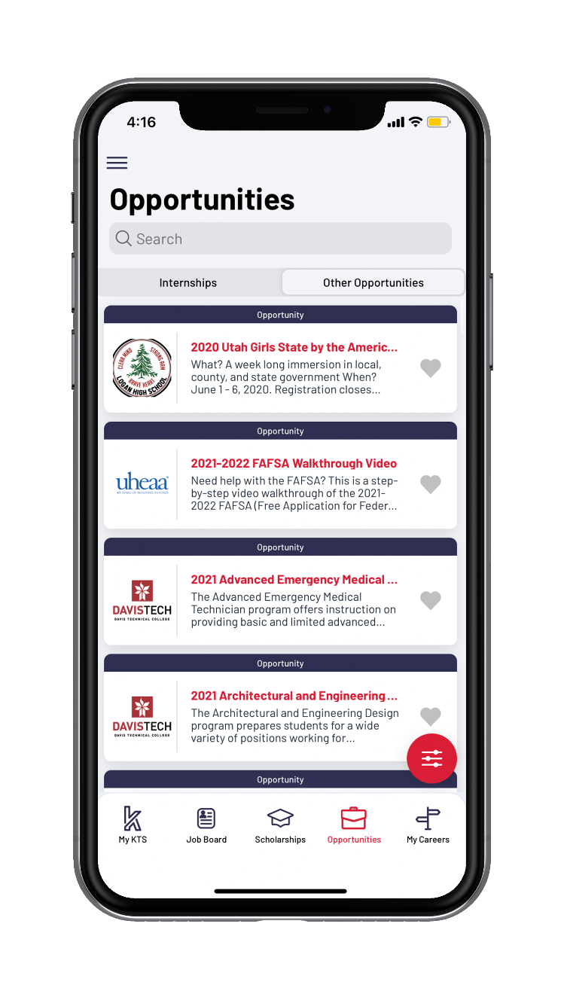 4:16
Opportunities
Search
Internships
Other Opportunities
Opportunity
CLEAR MIND
STRONG ARM
BRAVE HEART
LOGAN HIGH SCHOOL
2020 Utah Girls State by the Americ...
What? A week long immersion in local,
county, and state government When?
June 1 - 6, 2020. Registration closes...
Opportunity
uheaa
40 YEARS OF BUILDING FUTURES
2021-2022 FAFSA Walkthrough Video
Need help with the FAFSA? This is a step-
by-step video walkthrough of the 2021-
2022 FAFSA (Free Application for Feder...
Opportunity
DAVISTECH
DAVIS TECHNICAL COLLEGE
2021 Advanced Emergency Medical ...
The Advanced Emergency Medical
Technician program offers instruction on
providing basic and limited advanced...
Opportunity
DAVISTECH
DAVIS TECHNICAL COLLEGE
2021 Architectural and Engineering ...
The Architectural and Engineering Design
program prepares students for a wide
variety of positions working for...
Opportunity
My KTS
Job Board
Scholarships
Opportunities
My Careers